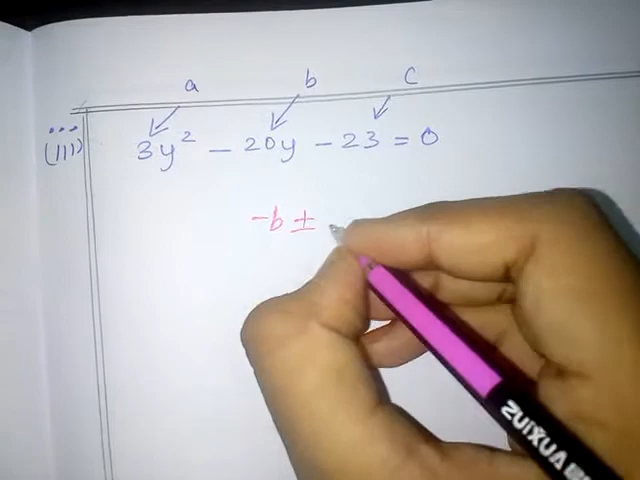 a b c
(iii) 3y² - 20y - 23 = 0
-b ±
ZUIXUA